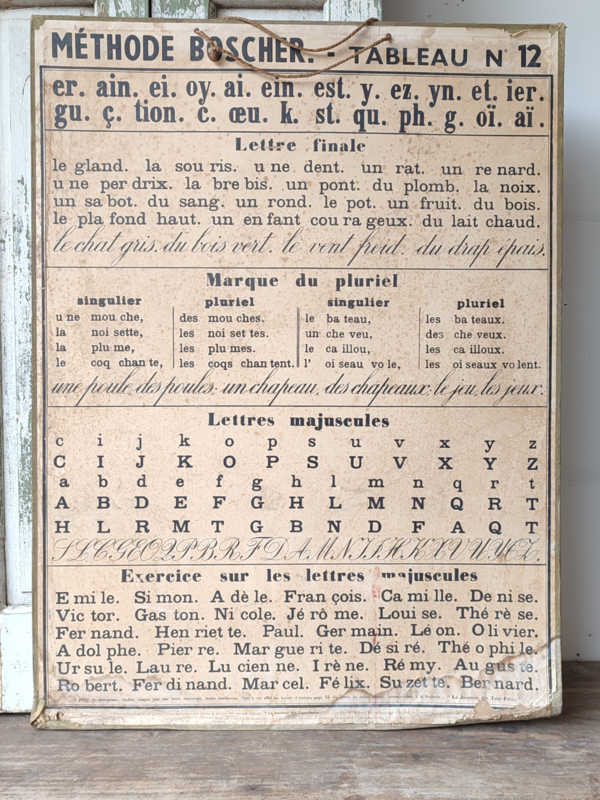 MÉTHODE BOSCHER. - TABLEAU N° 12
er. ain. ei. oy. ai. ein. est. y. ez. yn. et. ier.
gu. ç. tion. c. œu. k. st. qu. ph. g. oï. aï.
Lettre finale
le gland. la sou ris. u ne dent. un rat. un re nard.
u ne per drix. la bre bis. un pont. du plomb. la noix.
un sa bot. du sang. un rond. le pot. un fruit. du bois.
le pla fond haut. un en fant cou ra geux. du lait chaud.
le chat gris. du bois vert. le vent froid. du drap épais.
Marque du pluriel
singulier pluriel singulier pluriel
u ne mou che, des mou ches. le ba teau, les ba teaux.
la noi sette, les noi set tes. un che veu, des che veux.
la plu me, les plu mes. le ca illou, les ca illoux.
le coq chan te, les coqs chan tent. l' oi seau vo le, les oi seaux vo lent.
une poule, des poules; un chapeau, des chapeaux; le jeu, les jeux.
Lettres majuscules
c i j k o p s u v x y z
C I J K O P S U V X Y Z
a b d e f g h l m n q r t
A B D E F G H L M N Q R T
H L R M T G B N D F A Q T
Exercice sur les lettres majuscules
E mi le. Si mon. A dè le. Fran çois. Ca mi lle. De ni se.
Vic tor. Gas ton. Ni cole. Jé rô me. Loui se. Thé rè se.
Fer nand. Hen riet te. Paul. Ger main. Lé on. O li vier.
A dol phe. Pier re. Mar gue ri te. Dé si ré. Thé o phi le.
Ur su le. Lau re. Lu cien ne. I rè ne. Ré my. Au gus te.
Ro bert. Fer di nand. Mar cel. Fé lix. Su zet te. Ber nard.